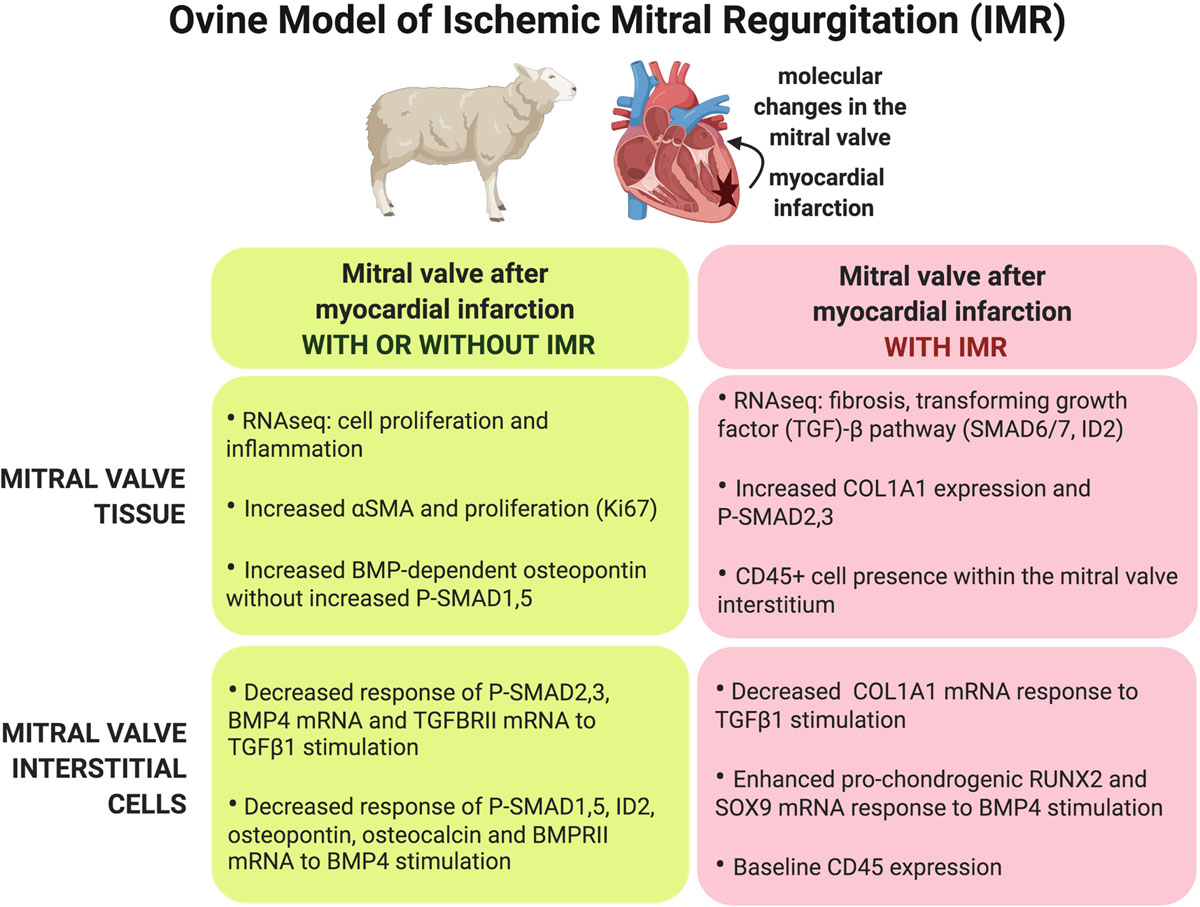 Ovine Model of Ischemic Mitral Regurgitation (IMR)
molecular
changes in the
mitral valve
myocardial
infarction
Mitral valve after
myocardial infarction
WITH OR WITHOUT IMR
Mitral valve after
myocardial infarction
WITH IMR
MITRAL VALVE
TISSUE
• RNAseq: cell proliferation and
inflammation
• Increased αSMA and proliferation (Ki67)
• Increased BMP-dependent osteopontin
without increased P-SMAD1,5
• RNAseq: fibrosis, transforming growth
factor (TGF)-β pathway (SMAD6/7, ID2)
• Increased COL1A1 expression and
P-SMAD2,3
• CD45+ cell presence within the mitral valve
interstitium
MITRAL VALVE
INTERSTITIAL
CELLS
• Decreased response of P-SMAD2,3,
BMP4 mRNA and TGFBRII mRNA to
TGFβ1 stimulation
• Decreased response of P-SMAD1,5, ID2,
osteopontin, osteocalcin and BMPRII
mRNA to BMP4 stimulation
• Decreased COL1A1 mRNA response to
TGFβ1 stimulation
• Enhanced pro-chondrogenic RUNX2 and
SOX9 mRNA response to BMP4 stimulation
• Baseline CD45 expression